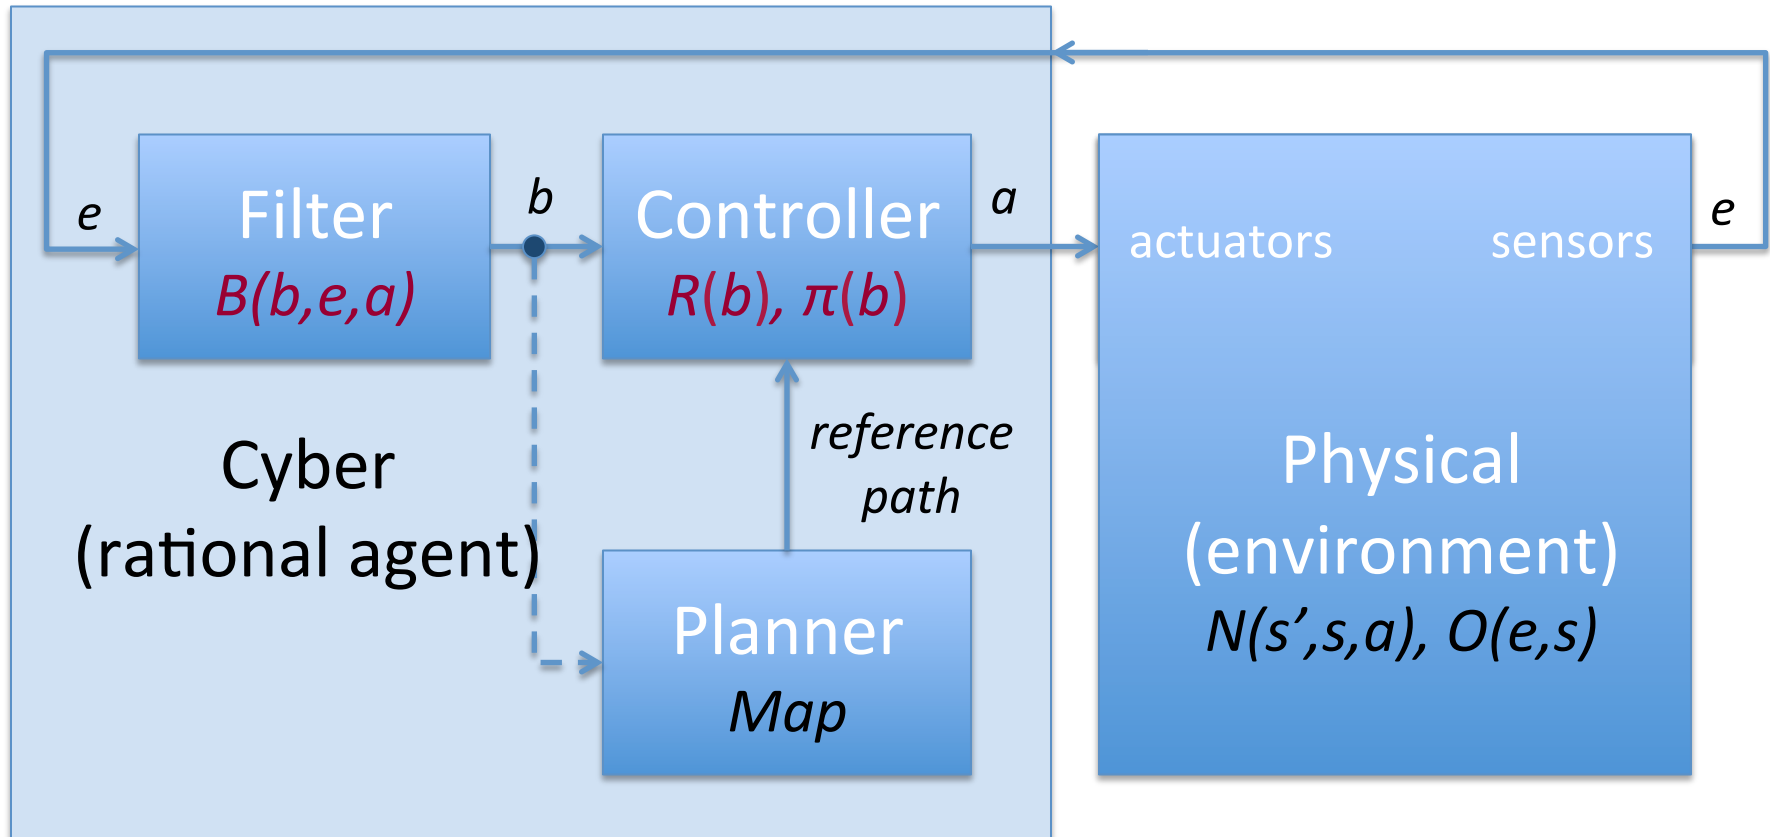 e
Filter
B(b,e,a)
b
Controller
R(b), π(b)
a
actuators
sensors
e
Cyber
(rational agent)
reference
path
Planner
Map
Physical
(environment)
N(s’,s,a), O(e,s)